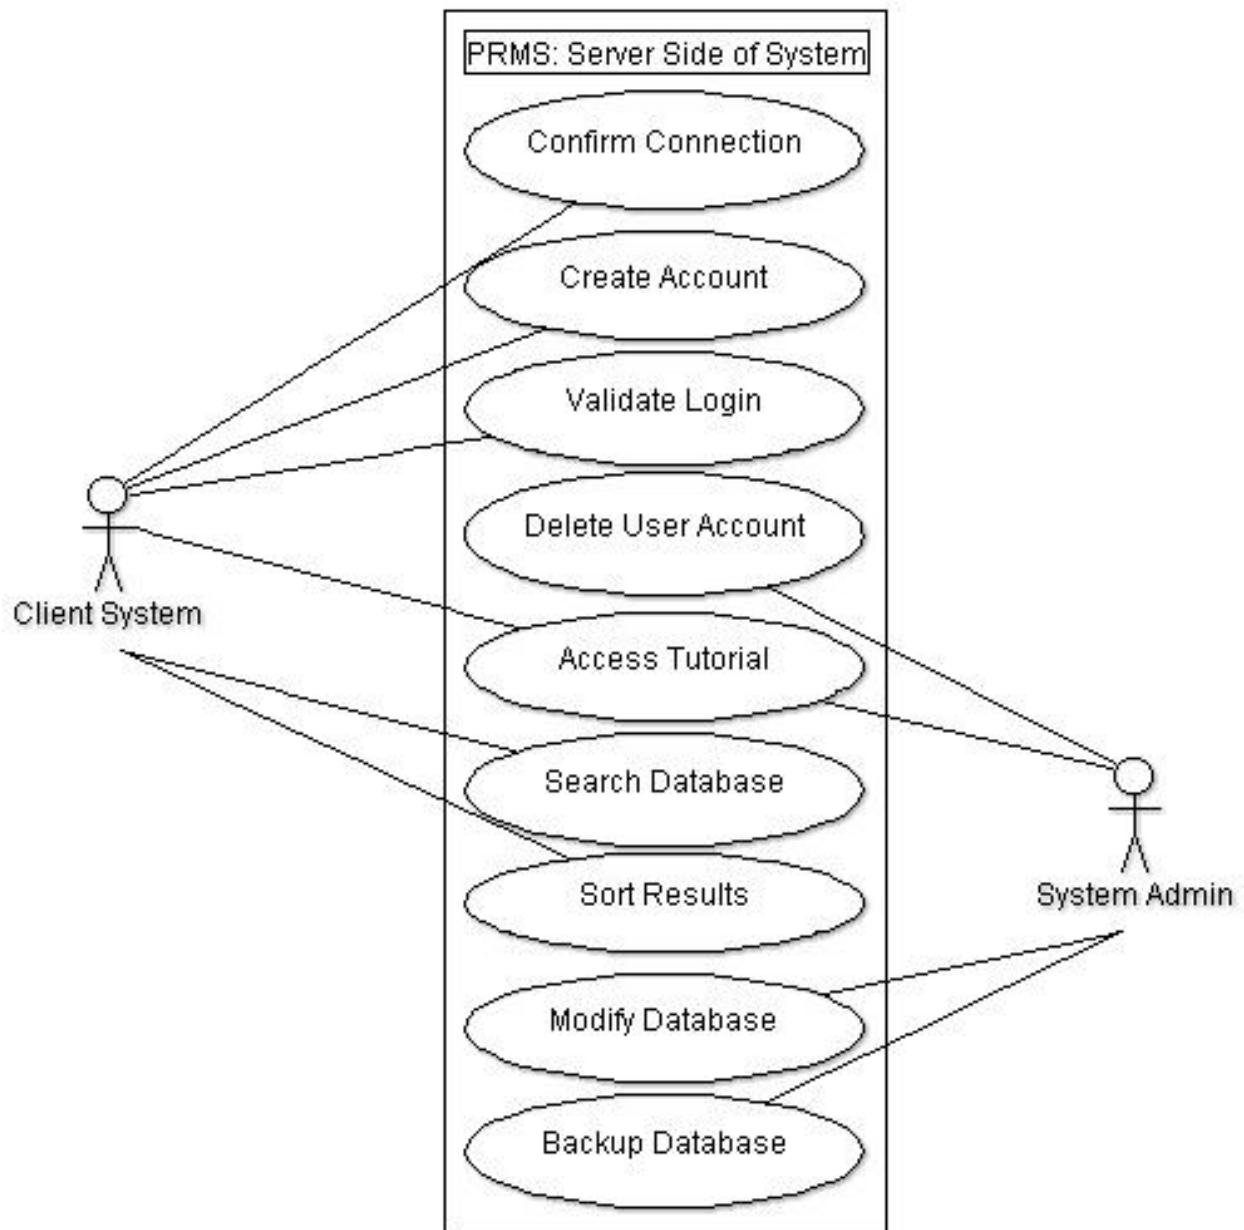 PRMS: Server Side of System
Confirm Connection
Create Account
Validate Login
Delete User Account
Client System
Access Tutorial
Search Database
Sort Results
System Admin
Modify Database
Backup Database